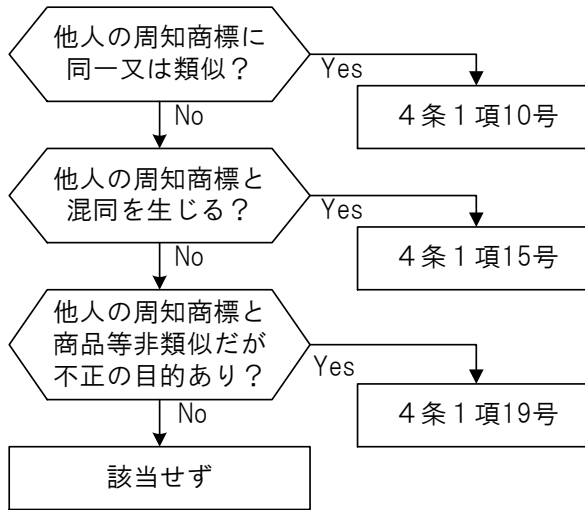 他人の周知商標に
同一又は類似？
Yes
No
４条１項10号
他人の周知商標と
混同を生じる？
Yes
No
４条１項15号
他人の周知商標と
商品等非類似だが
不正の目的あり？
Yes
No
４条１項19号
該当せず